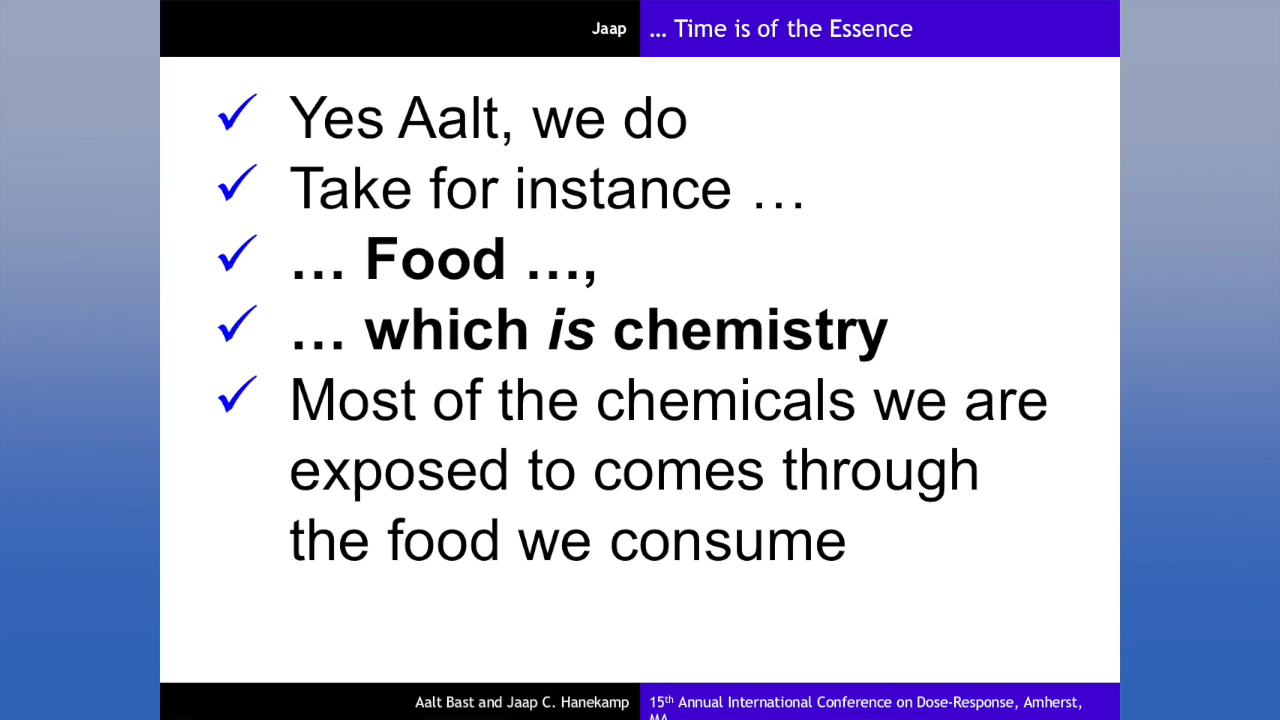 Jaap
… Time is of the Essence
Yes Aalt, we do
Take for instance …
… Food …,
… which is chemistry
Most of the chemicals we are
exposed to comes through
the food we consume
Aalt Bast and Jaap C. Hanekamp
15th Annual International Conference on Dose-Response, Amherst,
MA